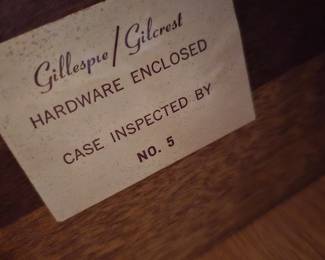 Gillespie/Gilcrest
HARDWARE ENCLOSED
CASE INSPECTED BY
NO. 5